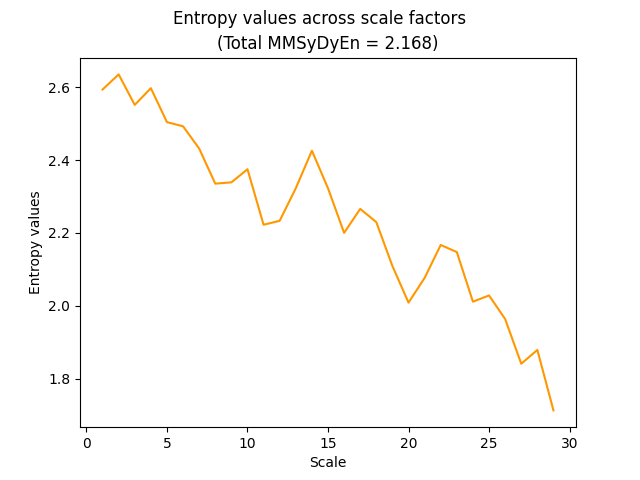 Entropy values across scale factors
(Total MMSyDyEn = 2.168)
2.6
2.4
2.2
2.0
1.8
Entropy values
0 5 10 15 20 25 30
Scale